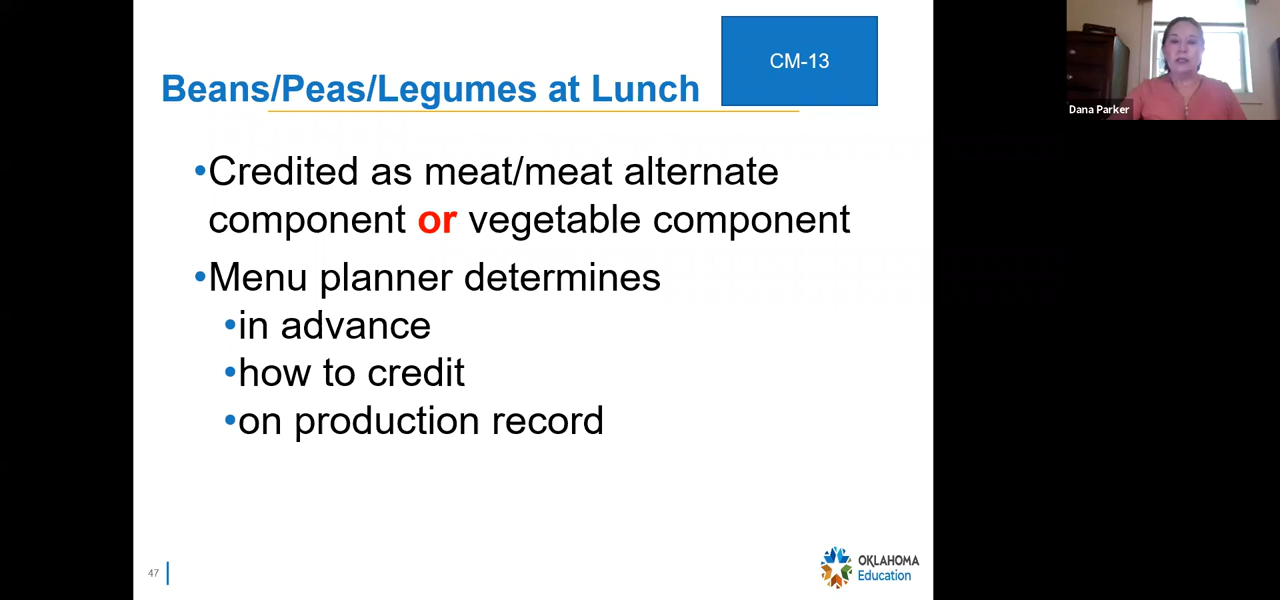 CM-13
Beans/Peas/Legumes at Lunch
•Credited as meat/meat alternate
component or vegetable component
•Menu planner determines
•in advance
•how to credit
•on production record
47
OKLAHOMA
Education
Dana Parker